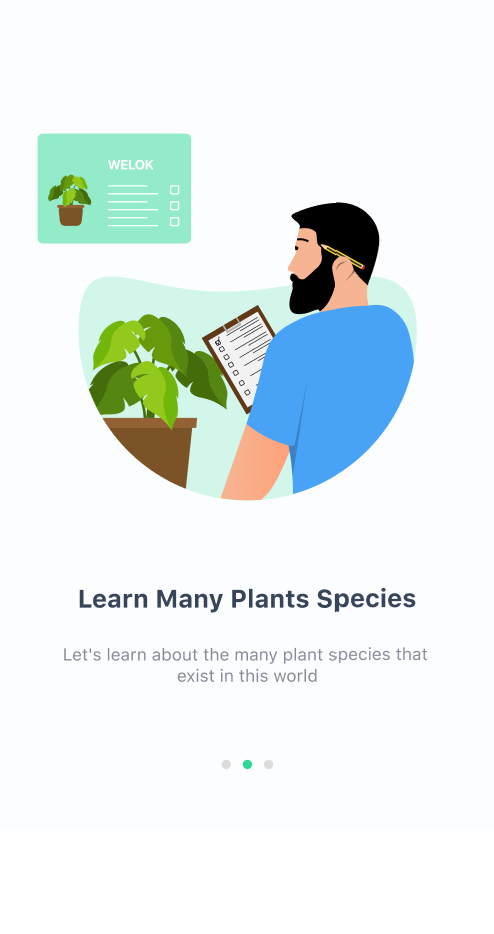 WELOK
Learn Many Plants Species
Let's learn about the many plant species that
exist in this world